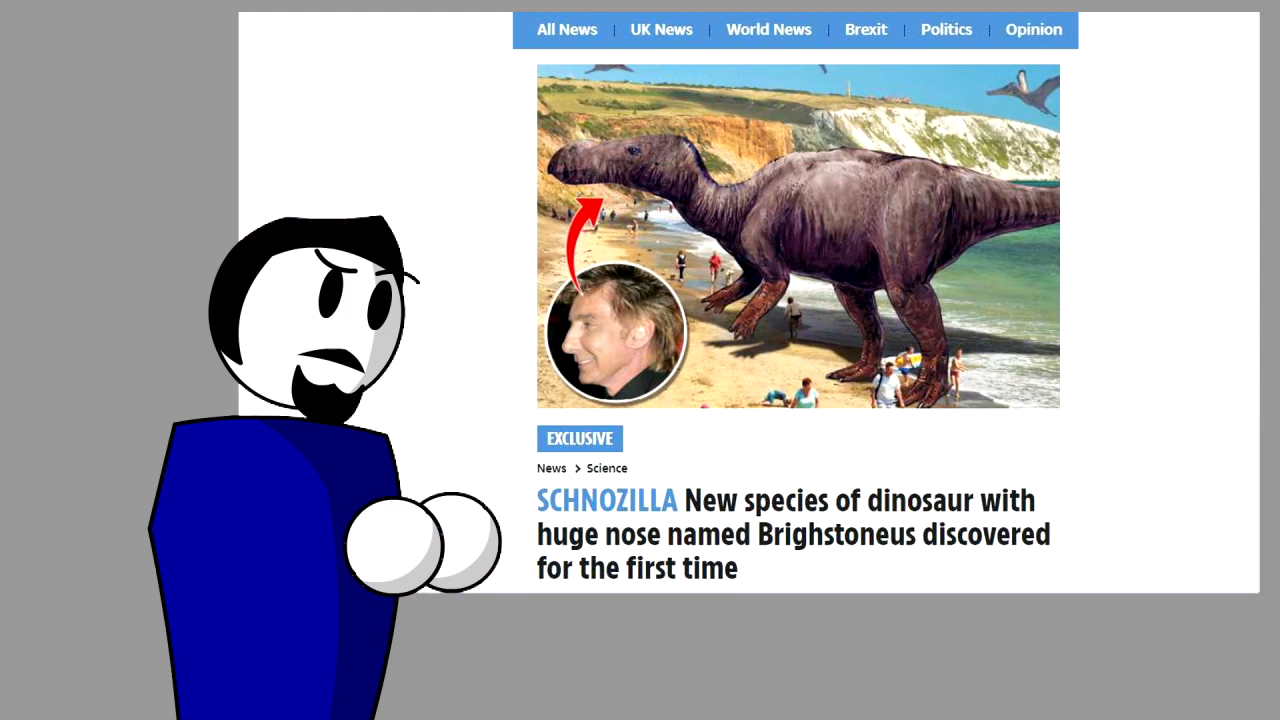 All News | UK News | World News | Brexit | Politics | Opinion
EXCLUSIVE
News > Science
SCHNOZILLA New species of dinosaur with
huge nose named Brighstoneus discovered
for the first time